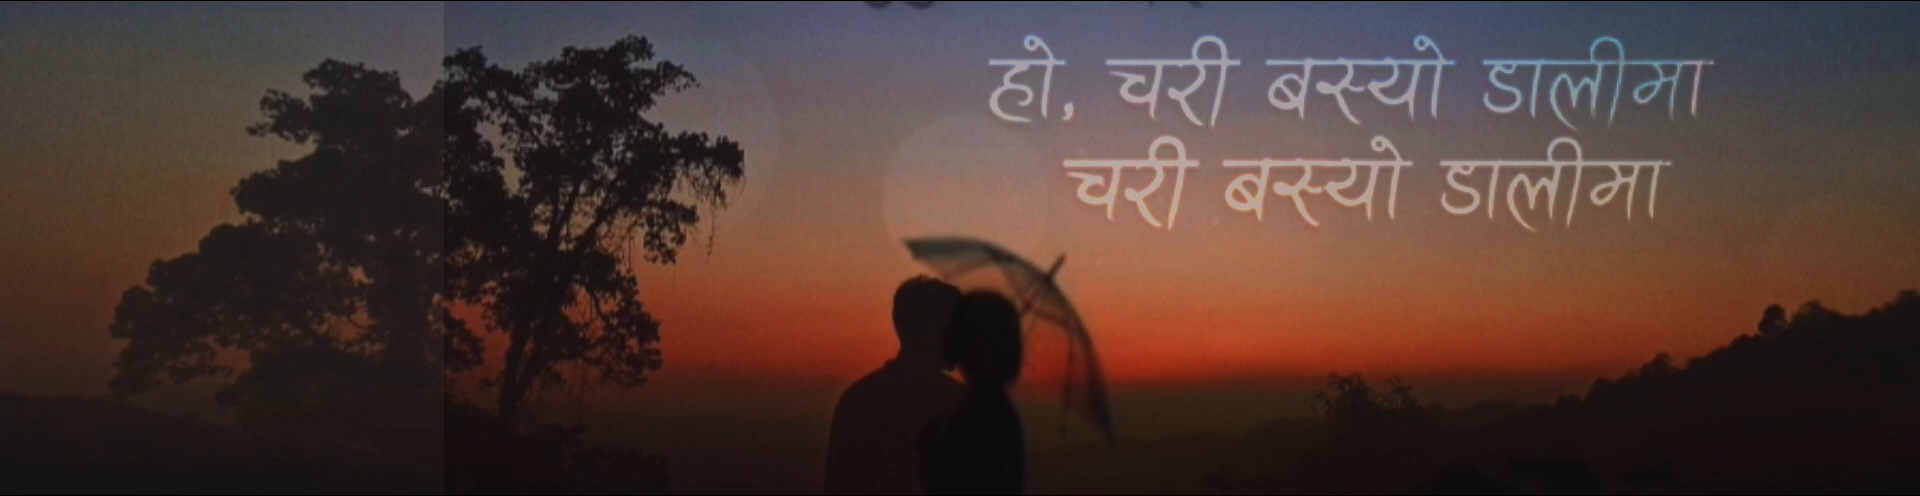 हो, चरी बस्यो डालीमा
चरी बस्यो डालीमा